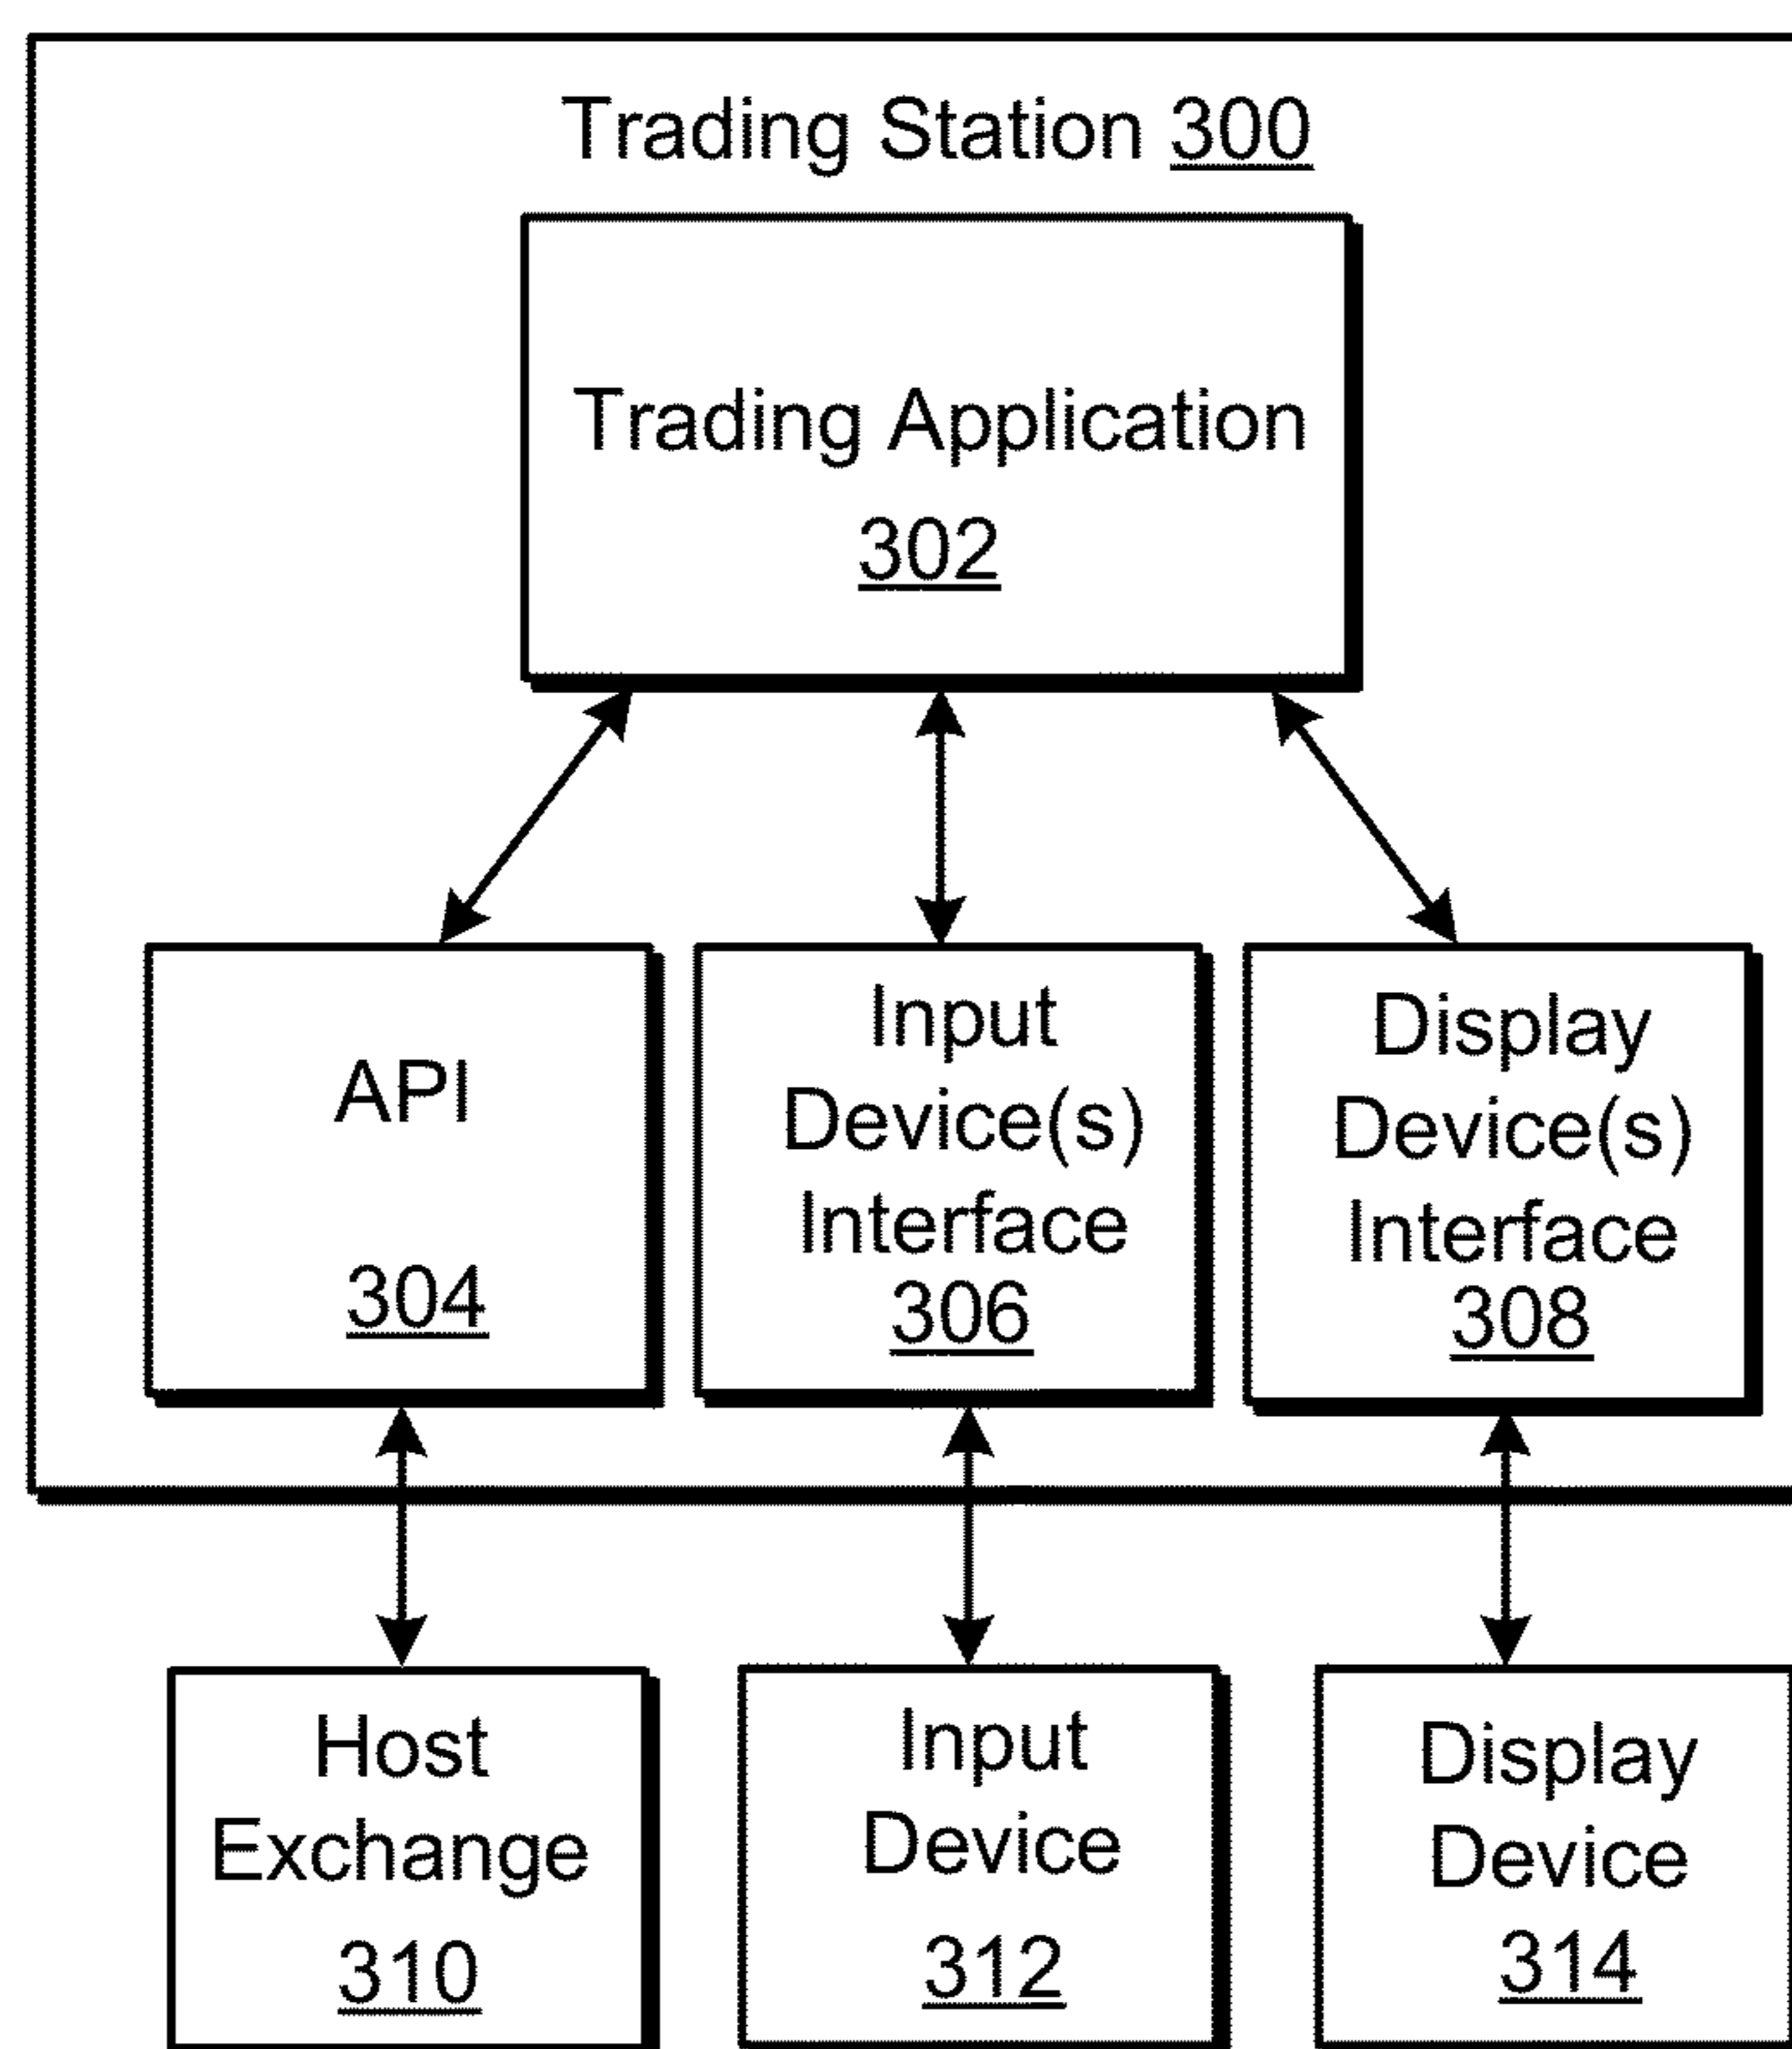 Trading Station 300
Trading Application
302
API
304
Input
Device(s)
Interface
306
Display
Device(s)
Interface
308
Host
Exchange
310
Input
Device
312
Display
Device
314